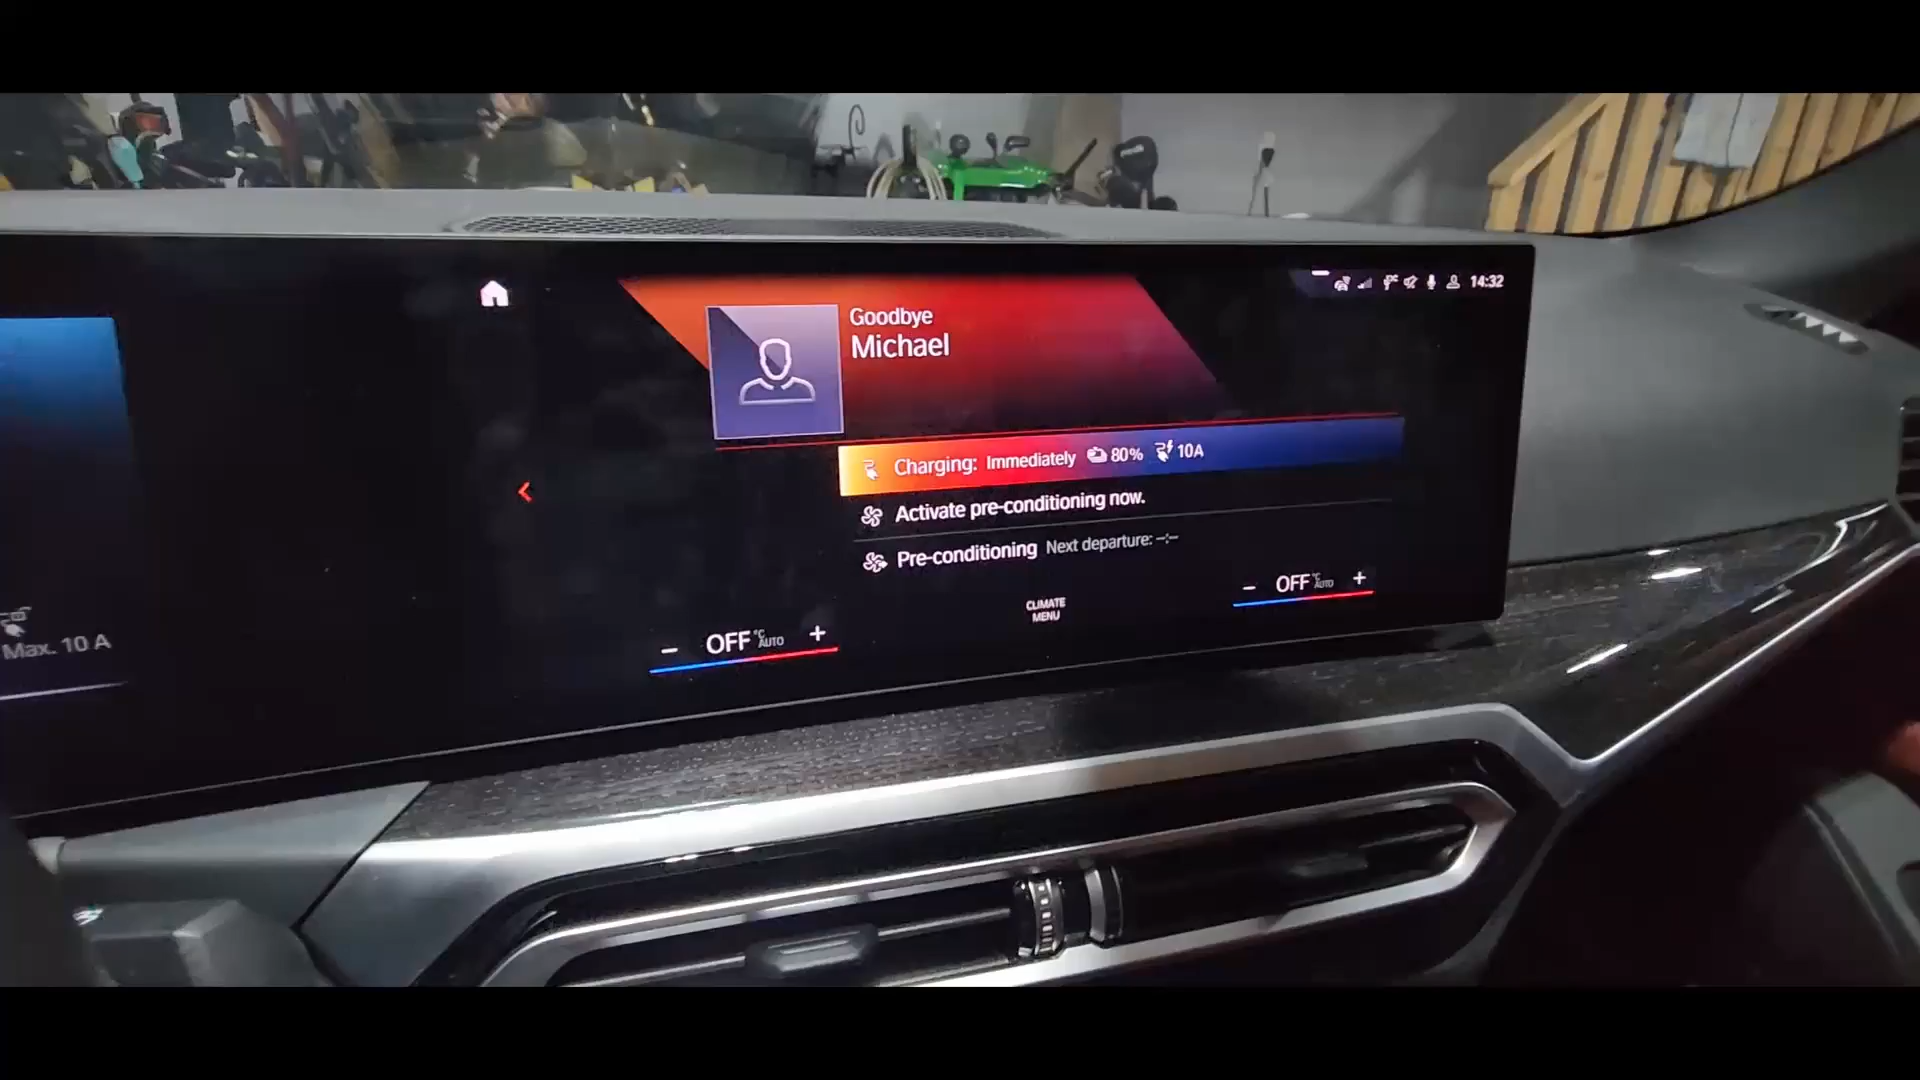 14:32
Goodbye
Michael
Charging: Immediately 80% 10A
Activate pre-conditioning now.
Pre-conditioning Next departure: --:--
Max. 10 A
- OFF °C AUTO +
CLIMATE
MENU
- OFF °C AUTO +